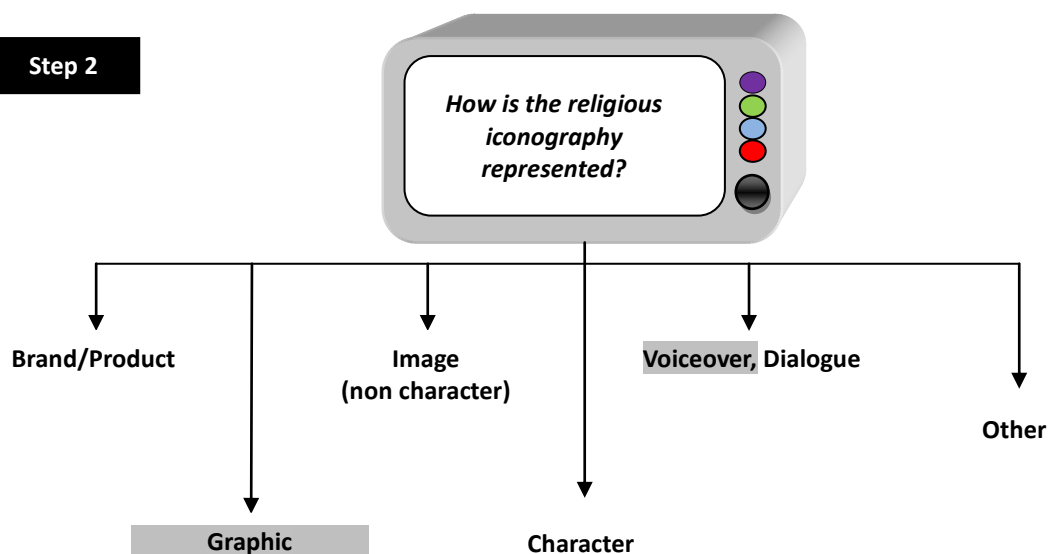 Step 2
How is the religious
iconography
represented?
Brand/Product
Image
(non character)
Voiceover, Dialogue
Other
Graphic
Character